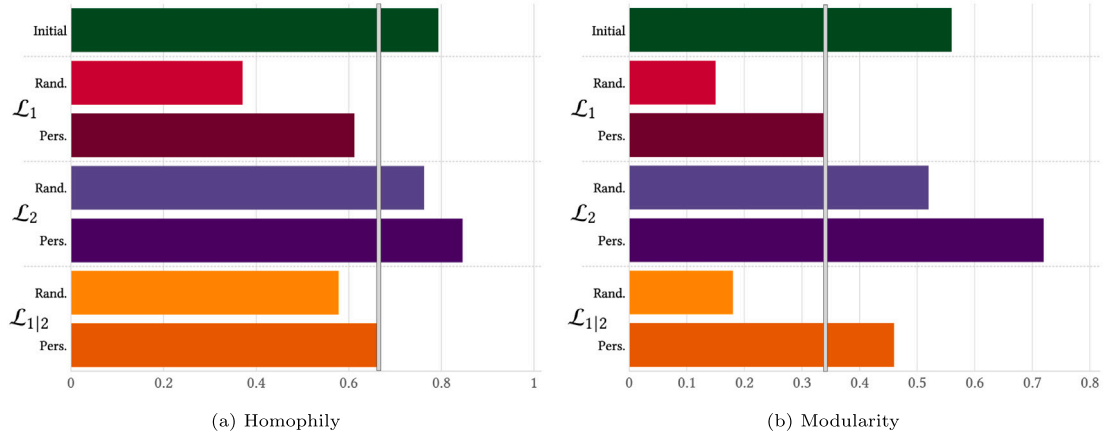 Initial
Rand.
ℒ1
Pers.
Rand.
ℒ2
Pers.
Rand.
ℒ1|2
Pers.
0 0.2 0.4 0.6 0.8 1
(a) Homophily
Initial
Rand.
ℒ1
Pers.
Rand.
ℒ2
Pers.
Rand.
ℒ1|2
Pers.
0 0.1 0.2 0.3 0.4 0.5 0.6 0.7 0.8
(b) Modularity